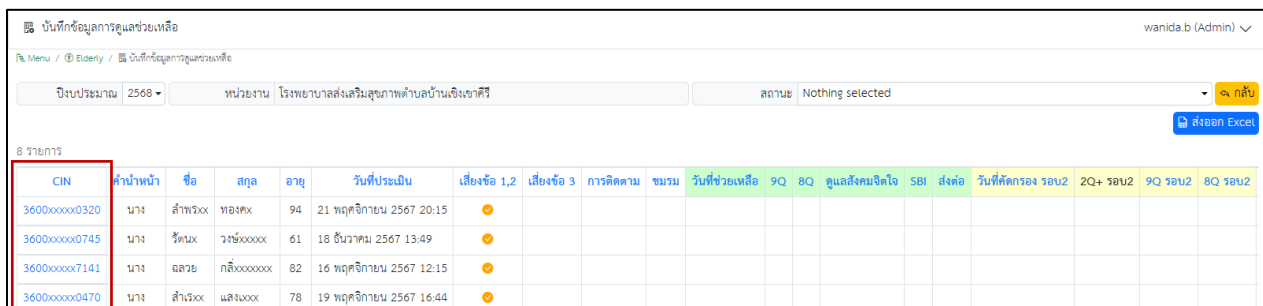 บันทึกข้อมูลการดูแลช่วยเหลือ wanida.b (Admin)
Menu / Elderly / บันทึกข้อมูลการดูแลช่วยเหลือ
ปีงบประมาณ 2568 หน่วยงาน โรงพยาบาลส่งเสริมสุขภาพตำบลบ้านเชิงเขาคีรี สถานะ Nothing selected กลับ
ส่งออก Excel
8 รายการ
CIN คำนำหน้า ชื่อ สกุล อายุ วันที่ประเมิน เสี่ยงข้อ 1,2 เสี่ยงข้อ 3 การติดตาม ชมรม วันที่ช่วยเหลือ 9Q 8Q ดูแลสังคมจิตใจ SBI ส่งต่อ วันที่คัดกรอง รอบ2 2Q+ รอบ2 9Q รอบ2 8Q รอบ2
3600xxxxx0320 นาง ลำพรxx ทองศx 94 21 พฤศจิกายน 2567 20:15
3600xxxxx0745 นาง รัตนx วงษ์xxxxx 61 18 ธันวาคม 2567 13:49
3600xxxxx7141 นาง ฉลวย กลิ่xxxxxxx 82 16 พฤศจิกายน 2567 12:15
3600xxxxx0470 นาง สำเรxx แสงxxxx 78 19 พฤศจิกายน 2567 16:44